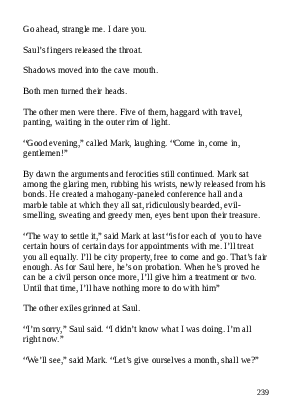 Go ahead, strangle me. I dare you.
Saul's fingers released the throat.
Shadows moved into the cave mouth.
Both men turned their heads.
The other men were there. Five of them, haggard with travel,
panting, waiting in the outer rim of light.
“Good evening,” called Mark, laughing. “Come in, come in,
gentlemen!”
By dawn the arguments and ferocities still continued. Mark sat
among the glaring men, rubbing his wrists, newly released from his
bonds. He created a mahogany-paneled conference hall and a
marble table at which they all sat, ridiculously bearded, evil-
smelling, sweating and greedy men, eyes bent upon their treasure.
“The way to settle it,” said Mark at last “is for each of you to have
certain hours of certain days for appointments with me. I'll treat
you all equally. I'll be city property, free to come and go. That's fair
enough. As for Saul here, he's on probation. When he's proved he
can be a civil person once more, I'll give him a treatment or two.
Until that time, I'll have nothing more to do with him”
The other exiles grinned at Saul.
“I'm sorry,” Saul said. “I didn't know what I was doing. I'm all
right now.”
“We'll see,” said Mark. “Let's give ourselves a month, shall we?”
239